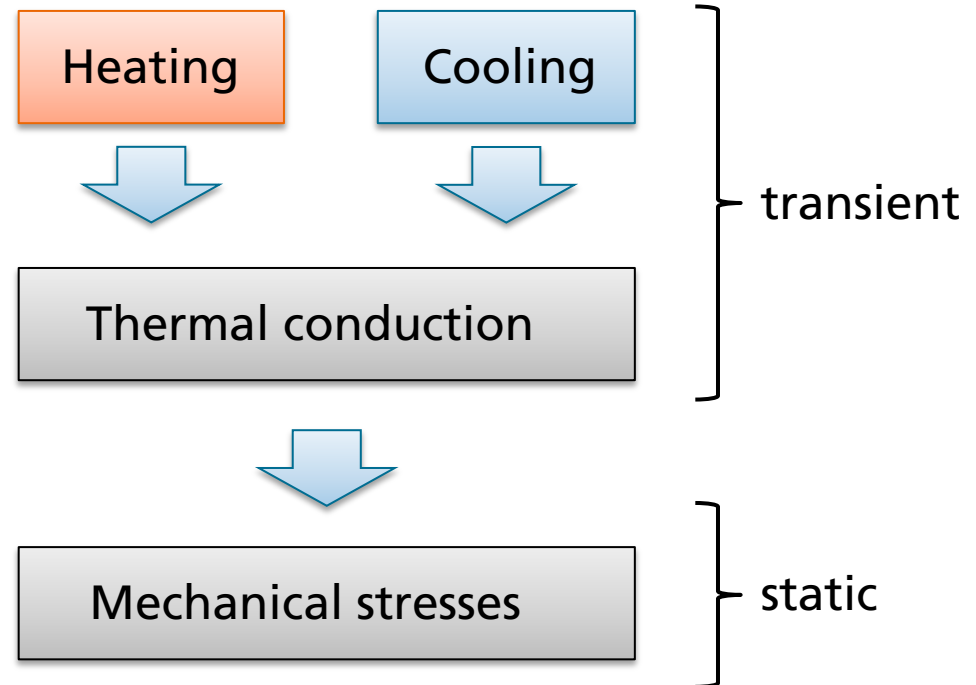 Heating
Cooling
transient
Thermal conduction
Mechanical stresses
static